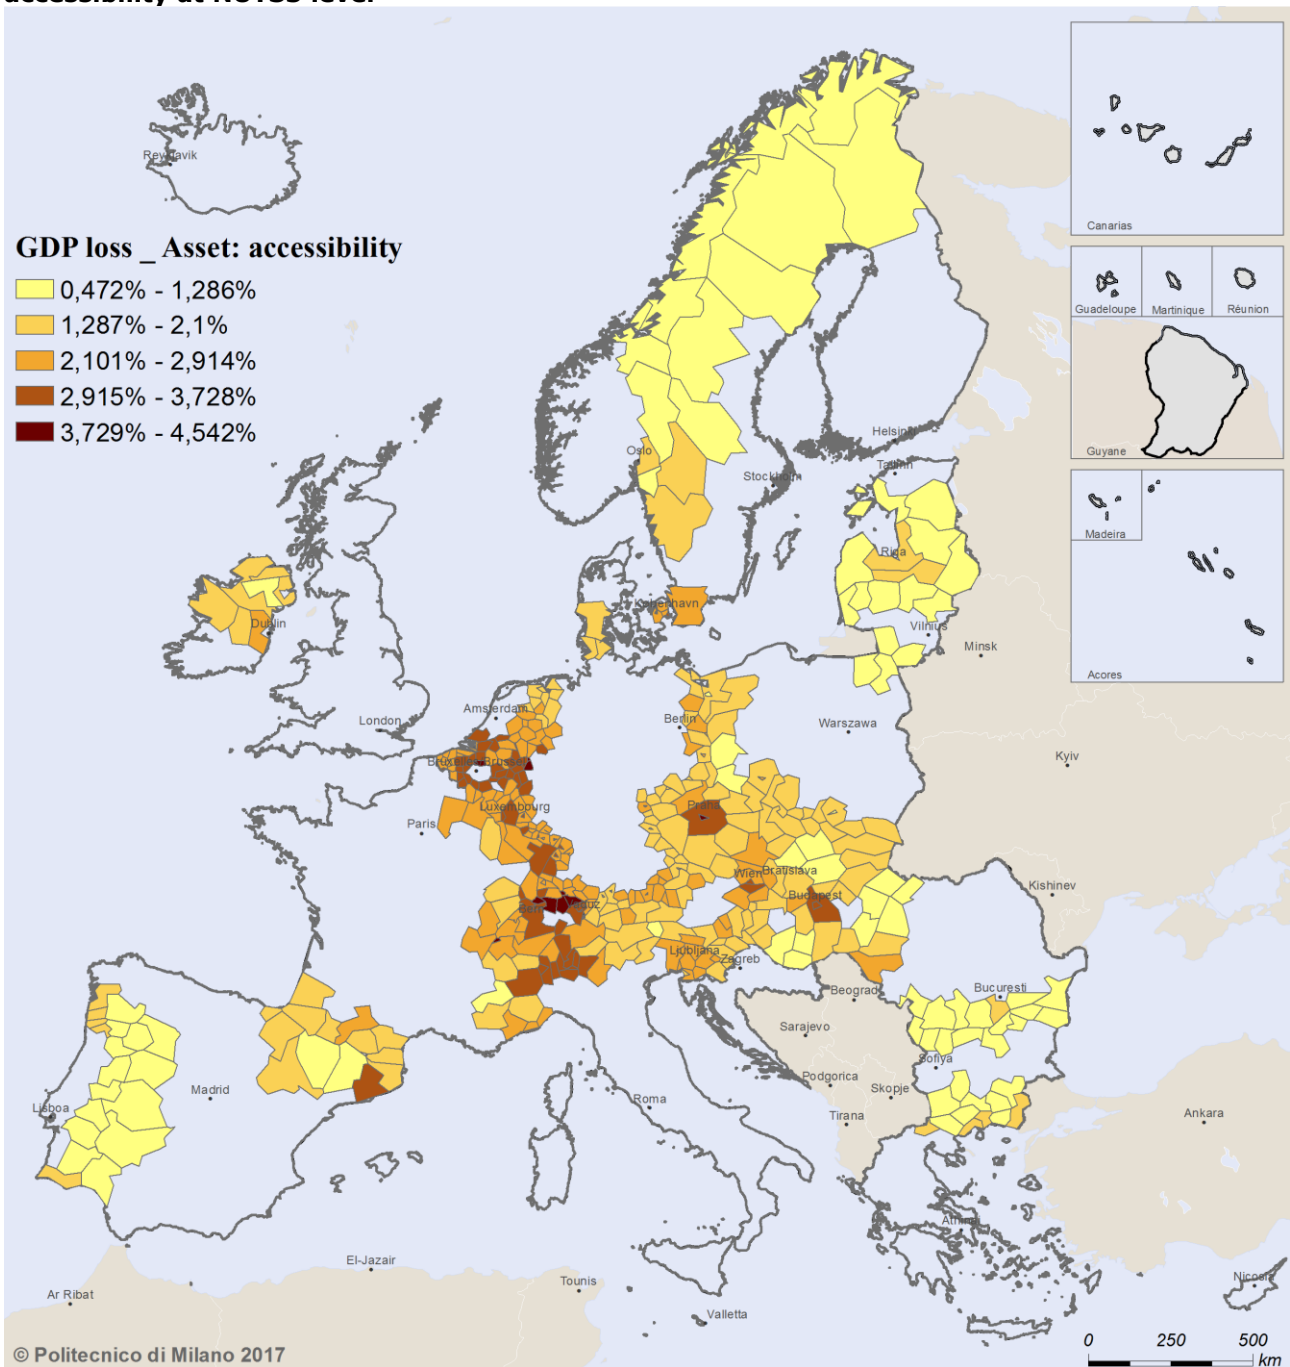 accessibility at NUTS3 level
Reykjavik
Canarias
GDP loss _ Asset: accessibility
0,472% - 1,286%
1,287% - 2,1%
2,101% - 2,914%
2,915% - 3,728%
3,729% - 4,542%
Guadeloupe
Martinique
Réunion
Guyane
Helsinki
Oslo
Tallinn
Stockholm
Madeira
Riga
København
Dublin
Vilnius
Minsk
Acores
Amsterdam
London
Berlin
Warszawa
Bruxelles/Brussel
Kyiv
Luxembourg
Praha
Paris
Wien
Bratislava
Kishinev
Bern
Vaduz
Budapest
Ljubljana
Zagreb
Beograd
Bucuresti
Sarajevo
Sofiya
Podgorica
Skopje
Madrid
Roma
Lisboa
Tirana
Ankara
Athinai
El-Jazair
Tounis
Nicosia
Ar Ribat
Valletta
© Politecnico di Milano 2017
0 250 500
km